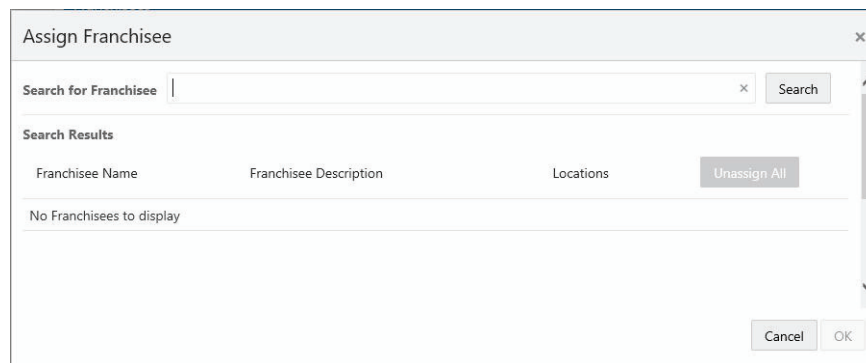 Assign Franchisee ×
Search for Franchisee × Search
Search Results
Franchisee Name Franchisee Description Locations Unassign All
No Franchisees to display
Cancel OK